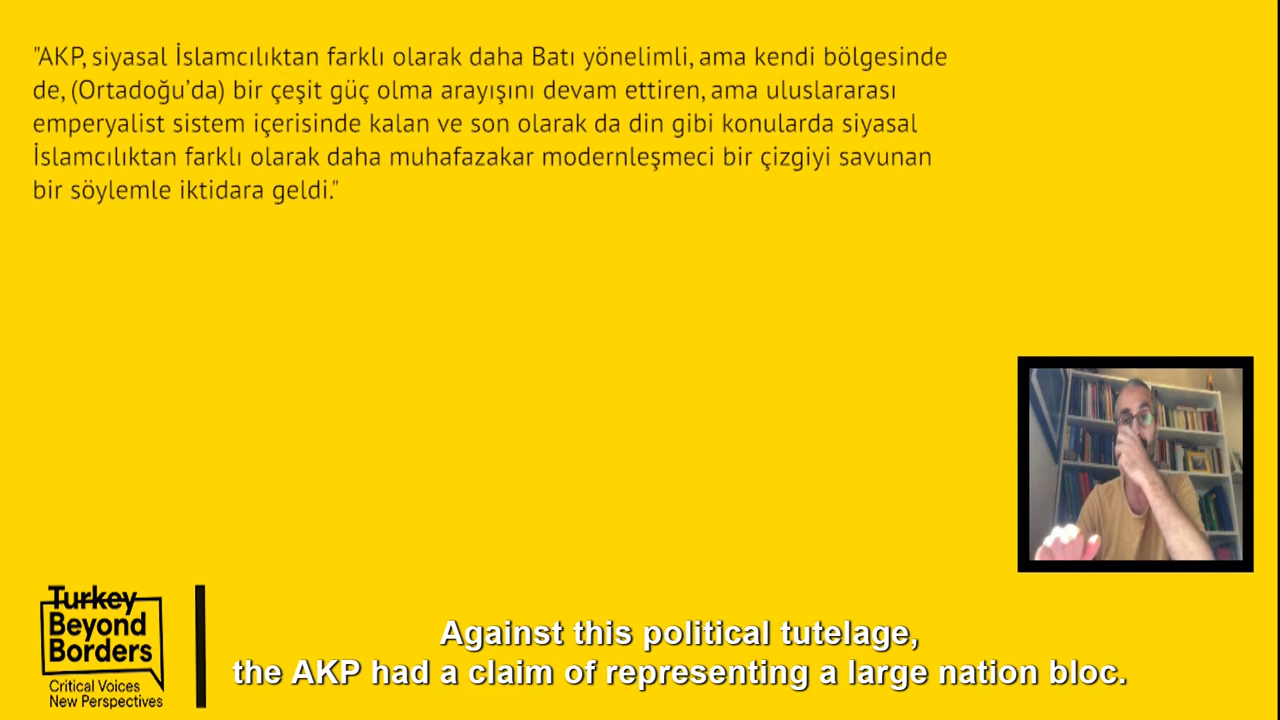 "AKP, siyasal İslamcılıktan farklı olarak daha Batı yönelimli, ama kendi bölgesinde
de, (Ortadoğu'da) bir çeşit güç olma arayışını devam ettiren, ama uluslararası
emperyalist sistem içerisinde kalan ve son olarak da din gibi konularda siyasal
İslamcılıktan farklı olarak daha muhafazakar modernleşmeci bir çizgiyi savunan
bir söylemle iktidara geldi."
Turkey
Beyond
Borders
Critical Voices
New Perspectives
Against this political tutelage,
the AKP had a claim of representing a large nation bloc.